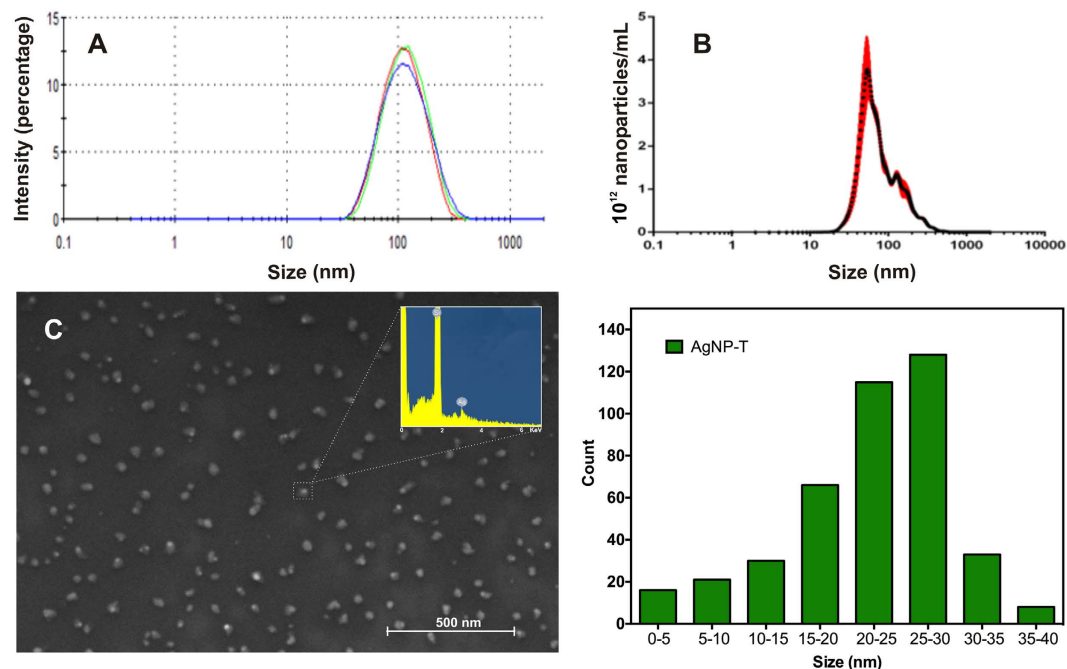 A
Intensity (percentage)
15
10
5
0
0.1 1 10 100 1000
Size (nm)
B
10¹² nanoparticles/mL
5
4
3
2
1
0
0.1 1 10 100 1000 10000
Size (nm)
C
0 2 4 6 KeV
500 nm
AgNP-T
Count
140
120
100
80
60
40
20
0
0-5 5-10 10-15 15-20 20-25 25-30 30-35 35-40
Size (nm)